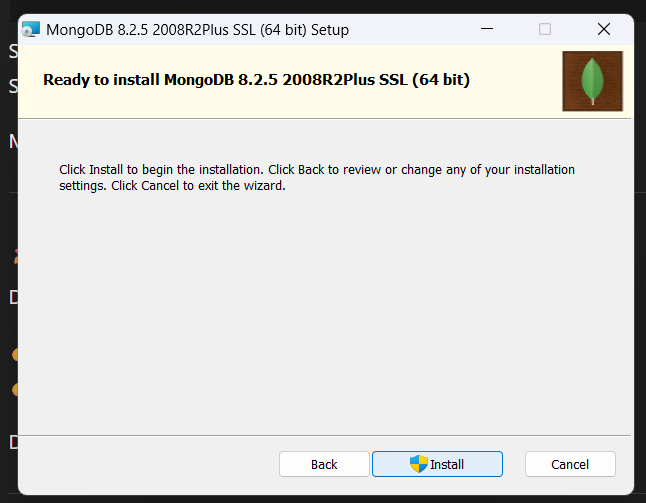 MongoDB 8.2.5 2008R2Plus SSL (64 bit) Setup
Ready to install MongoDB 8.2.5 2008R2Plus SSL (64 bit)
Click Install to begin the installation. Click Back to review or change any of your installation
settings. Click Cancel to exit the wizard.
Back
Install
Cancel